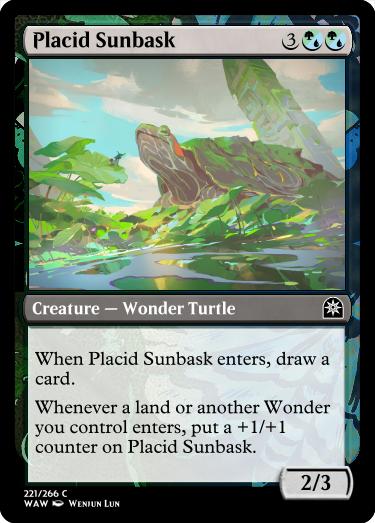 Placid Sunbask 3
Creature — Wonder Turtle
When Placid Sunbask enters, draw a
card.
Whenever a land or another Wonder
you control enters, put a +1/+1
counter on Placid Sunbask.
2/3
221/266 C
WAW Wenjun Lun